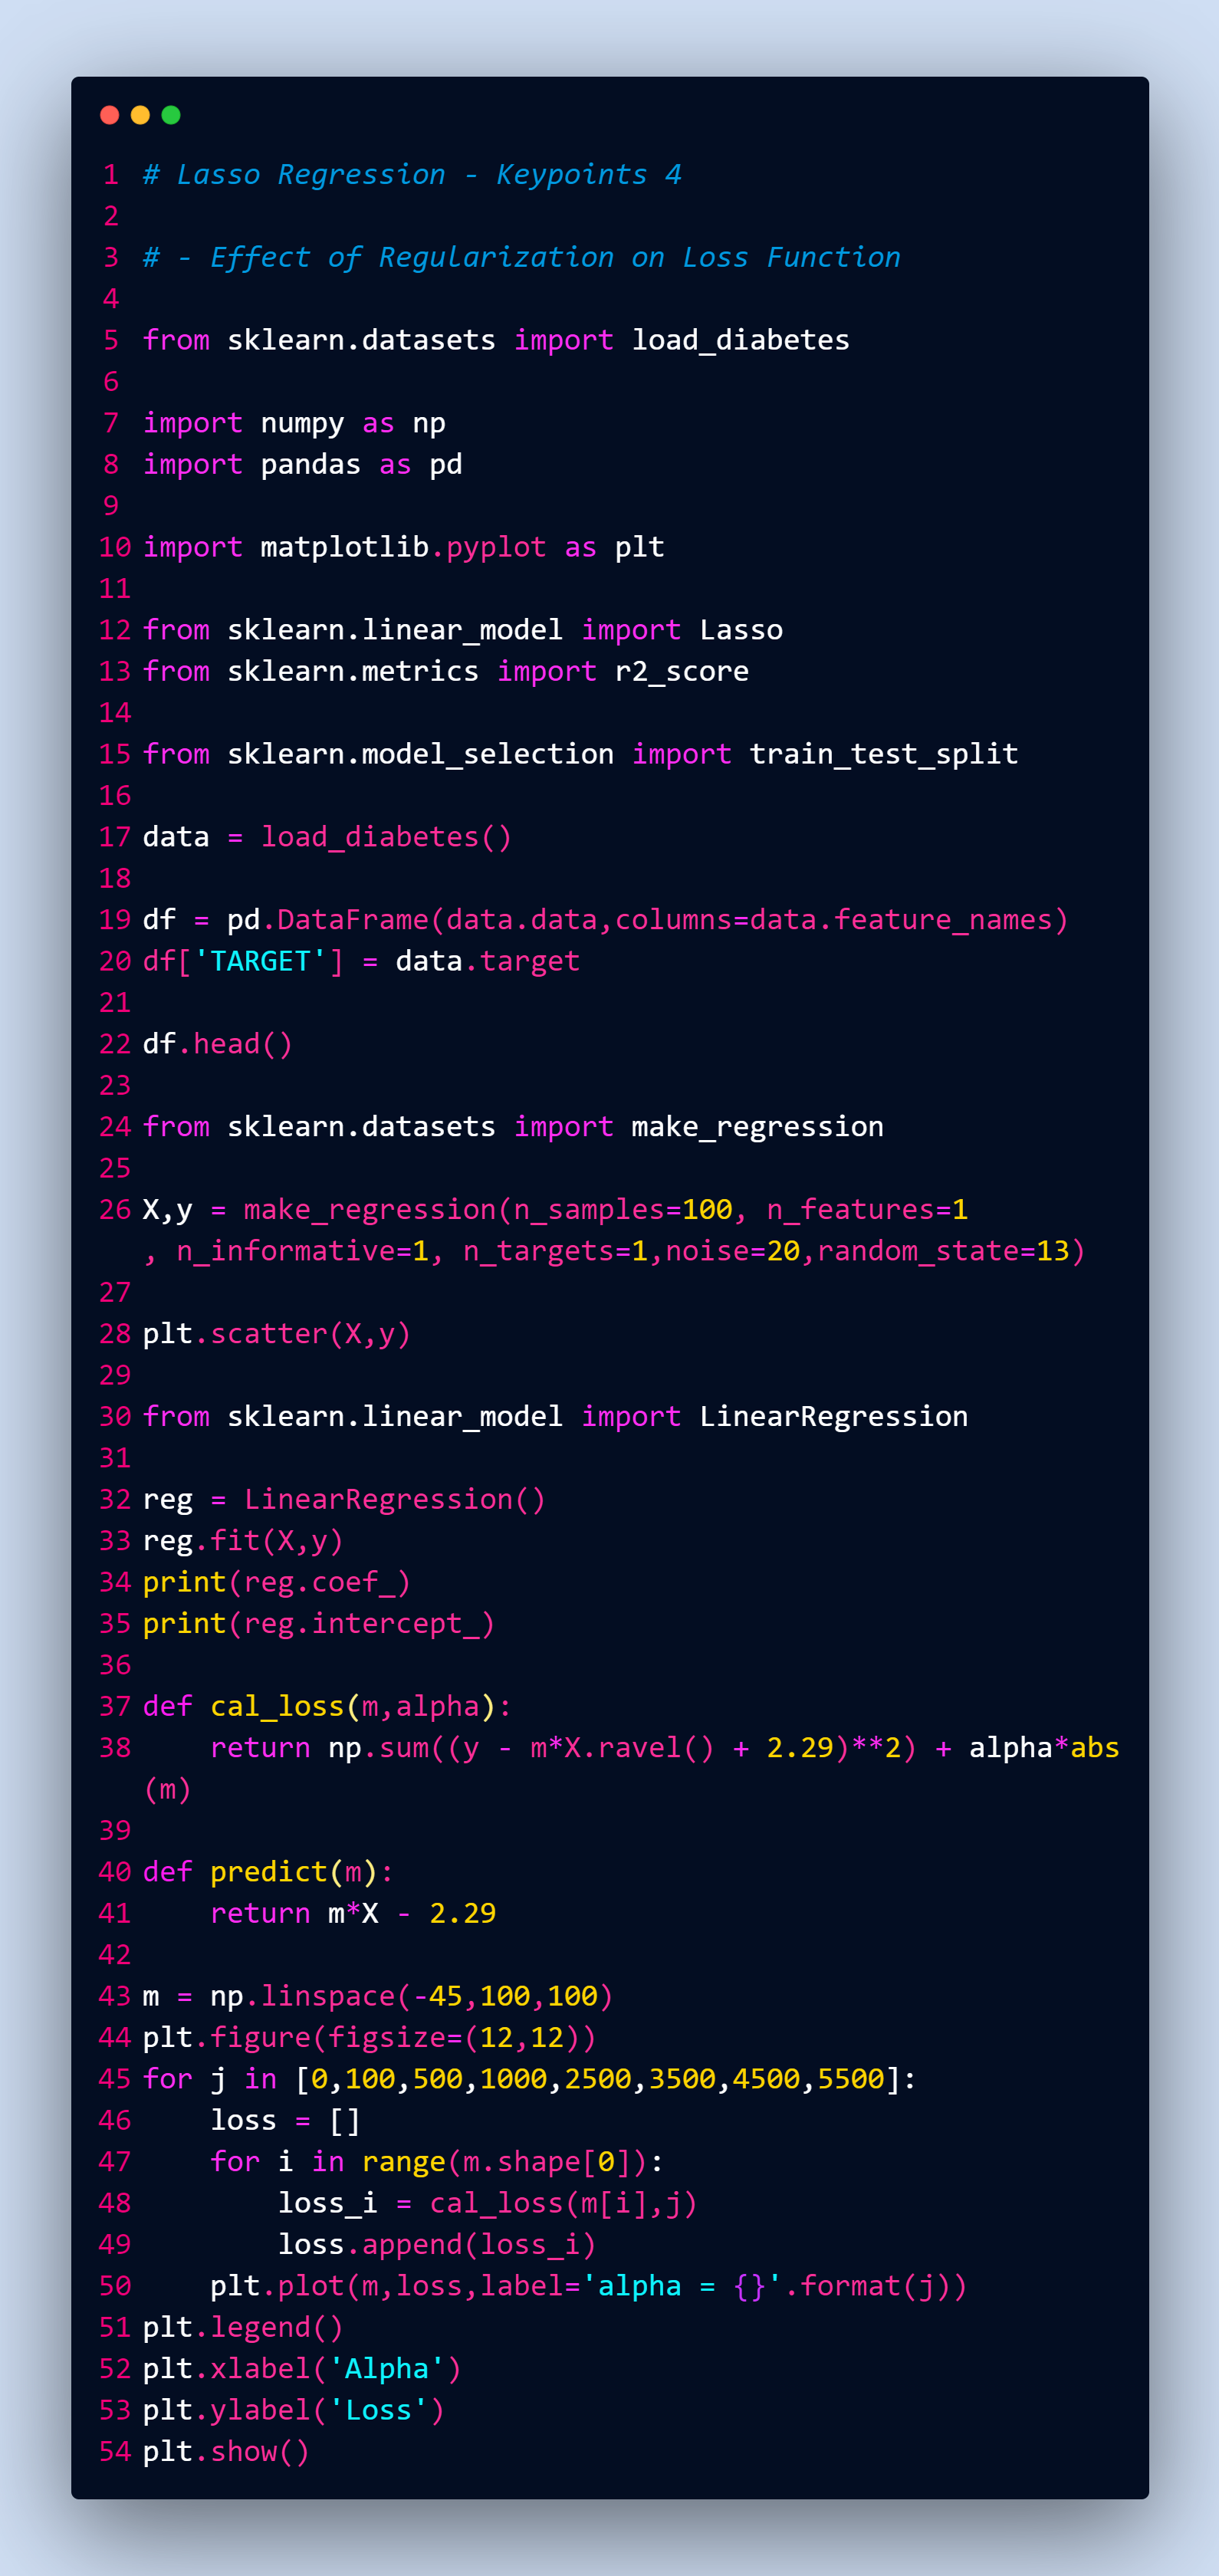 1 # Lasso Regression - Keypoints 4
2
3 # - Effect of Regularization on Loss Function
4
5 from sklearn.datasets import load_diabetes
6
7 import numpy as np
8 import pandas as pd
9
10 import matplotlib.pyplot as plt
11
12 from sklearn.linear_model import Lasso
13 from sklearn.metrics import r2_score
14
15 from sklearn.model_selection import train_test_split
16
17 data = load_diabetes()
18
19 df = pd.DataFrame(data.data,columns=data.feature_names)
20 df['TARGET'] = data.target
21
22 df.head()
23
24 from sklearn.datasets import make_regression
25
26 X,y = make_regression(n_samples=100, n_features=1
, n_informative=1, n_targets=1,noise=20,random_state=13)
27
28 plt.scatter(X,y)
29
30 from sklearn.linear_model import LinearRegression
31
32 reg = LinearRegression()
33 reg.fit(X,y)
34 print(reg.coef_)
35 print(reg.intercept_)
36
37 def cal_loss(m,alpha):
38     return np.sum((y - m*X.ravel() + 2.29)**2) + alpha*abs
(m)
39
40 def predict(m):
41     return m*X - 2.29
42
43 m = np.linspace(-45,100,100)
44 plt.figure(figsize=(12,12))
45 for j in [0,100,500,1000,2500,3500,4500,5500]:
46     loss = []
47     for i in range(m.shape[0]):
48         loss_i = cal_loss(m[i],j)
49         loss.append(loss_i)
50     plt.plot(m,loss,label='alpha = {}'.format(j))
51 plt.legend()
52 plt.xlabel('Alpha')
53 plt.ylabel('Loss')
54 plt.show()